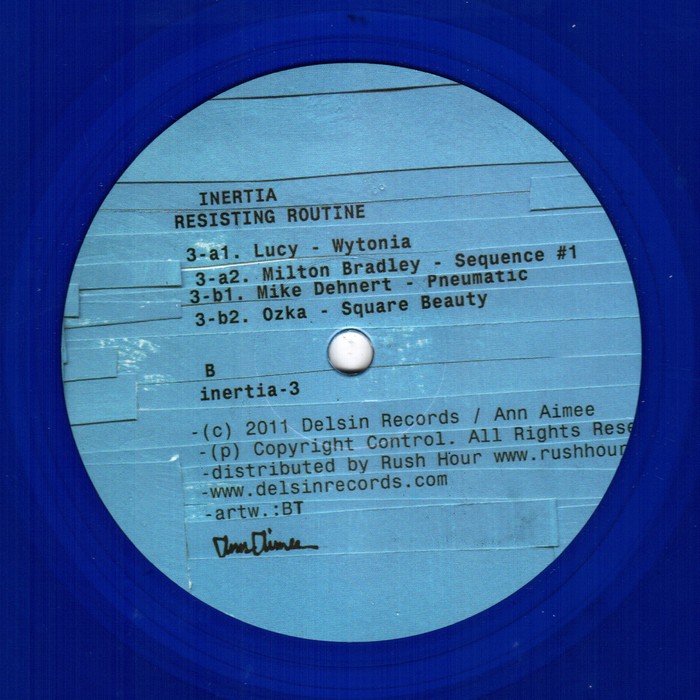 INERTIA
RESISTING ROUTINE
3-a1. Lucy - Wytonia
3-a2. Milton Bradley - Sequence #1
3-b1. Mike Dehnert - Pneumatic
3-b2. Ozka - Square Beauty
B
inertia-3
-(c) 2011 Delsin Records / Ann Aimee
-(p) Copyright Control. All Rights Rese
-distributed by Rush Hour www.rushhour
-www.delsinrecords.com
-artw.:BT
Ann Aimee